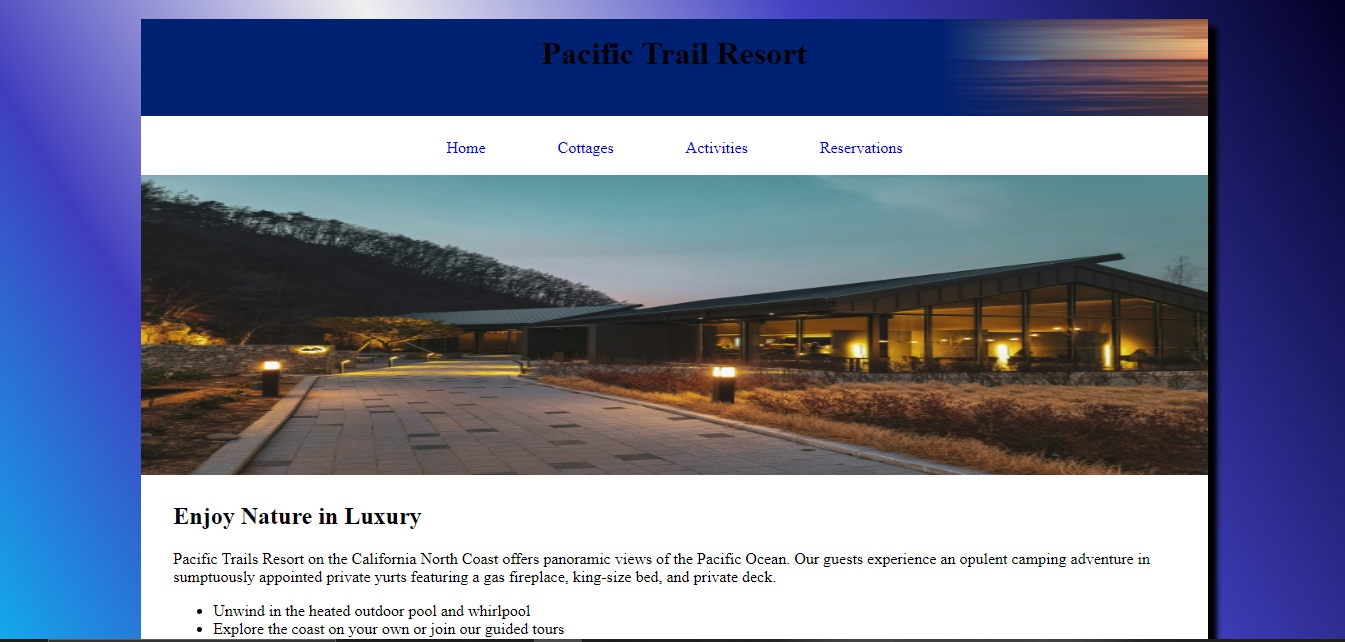 Pacific Trail Resort
Home Cottages Activities Reservations
Enjoy Nature in Luxury
Pacific Trails Resort on the California North Coast offers panoramic views of the Pacific Ocean. Our guests experience an opulent camping adventure in
sumptuously appointed private yurts featuring a gas fireplace, king-size bed, and private deck.
• Unwind in the heated outdoor pool and whirlpool
• Explore the coast on your own or join our guided tours